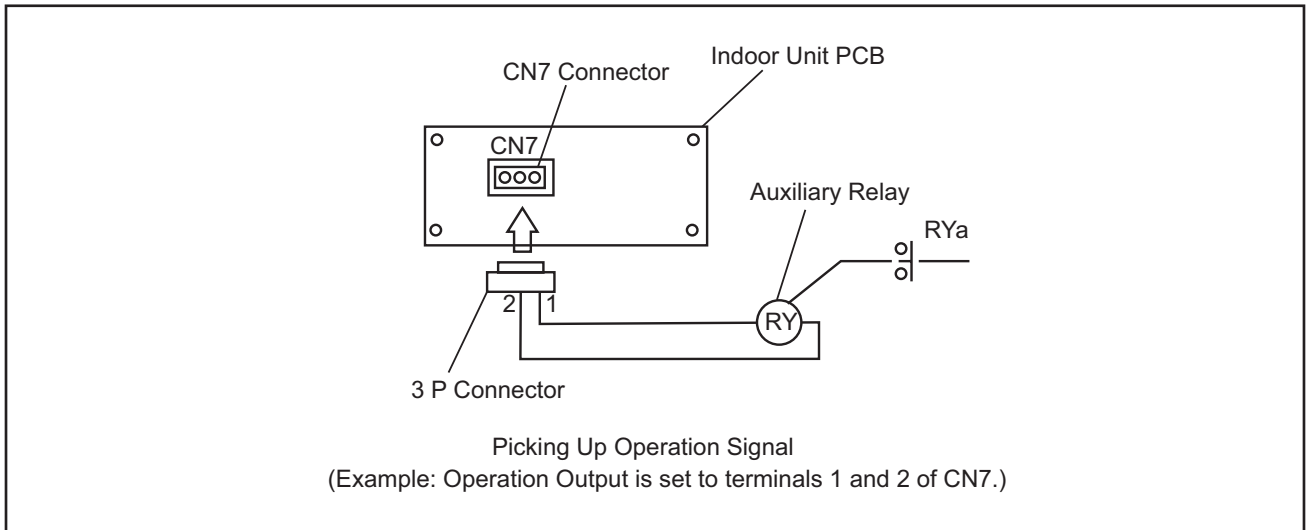 Indoor Unit PCB
CN7 Connector
CN7
Auxiliary Relay
RYa
2 1
RY
3 P Connector
Picking Up Operation Signal
(Example: Operation Output is set to terminals 1 and 2 of CN7.)